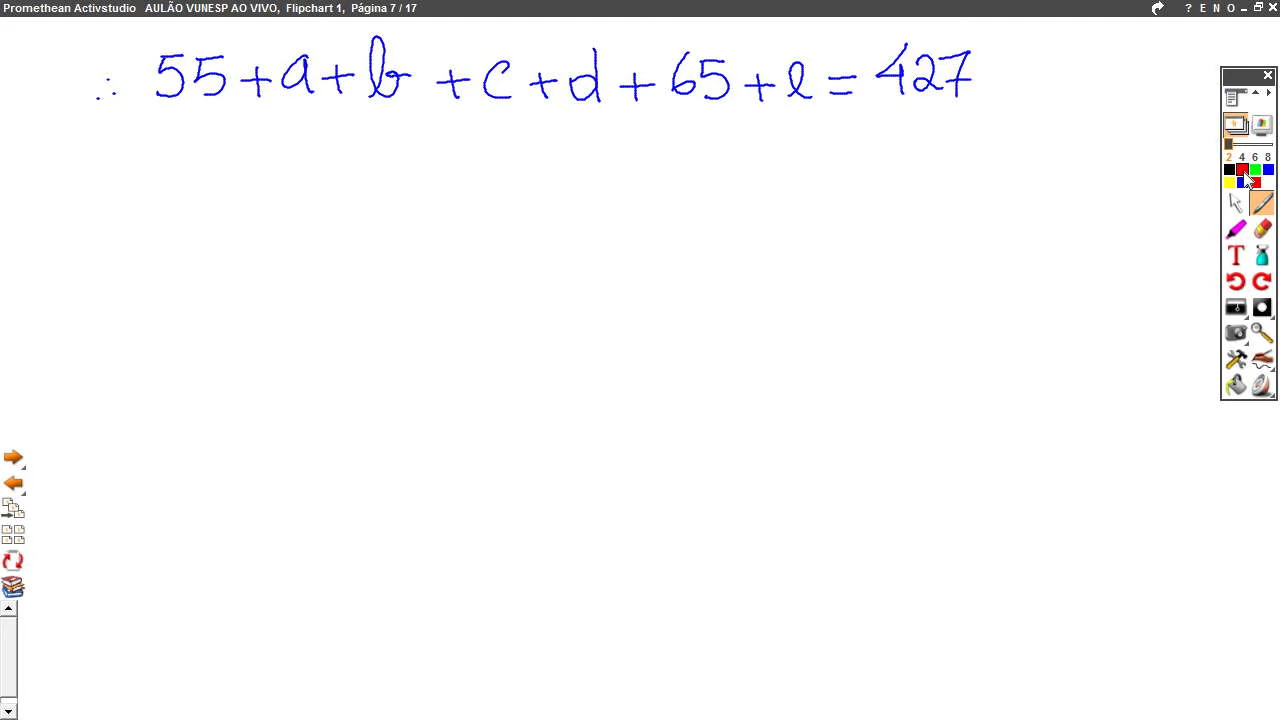 Promethean Activstudio AULÃO VUNESP AO VIVO, Flipchart 1, Página 7 / 17
? E N O
∴ 55 + a + b + c + d + 65 + e = 427
2 4 6 8
T